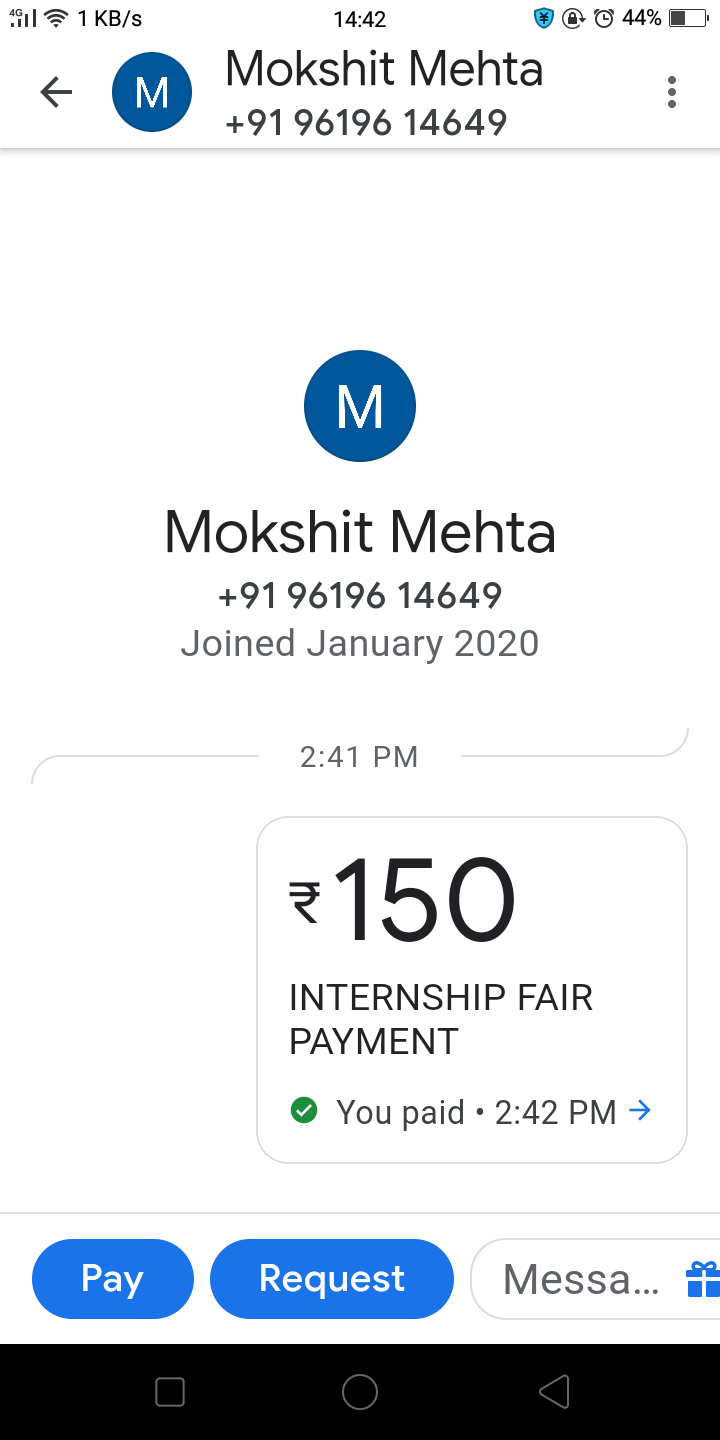 4G 1 KB/s 14:42 44%
M
Mokshit Mehta
+91 96196 14649
M
Mokshit Mehta
+91 96196 14649
Joined January 2020
2:41 PM
₹150
INTERNSHIP FAIR
PAYMENT
You paid • 2:42 PM
Pay Request Messa...